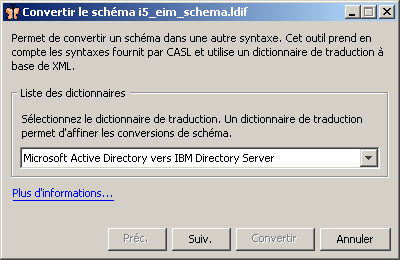 Convertir le schéma i5_eim_schema.ldif
Permet de convertir un schéma dans une autre syntaxe. Cet outil prend en
compte les syntaxes fournit par CASL et utilise un dictionnaire de traduction à
base de XML.
Liste des dictionnaires
Sélectionnez le dictionnaire de traduction. Un dictionnaire de traduction
permet d'affiner les conversions de schéma.
Microsoft Active Directory vers IBM Directory Server
Plus d'informations...
Préc.
Suiv.
Convertir
Annuler